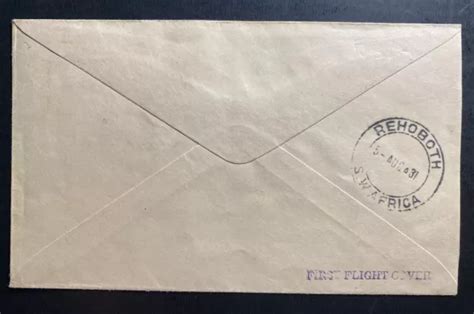 REHOBOTH
5-AUG 31
S.W.AFRICA
FIRST FLIGHT COVER